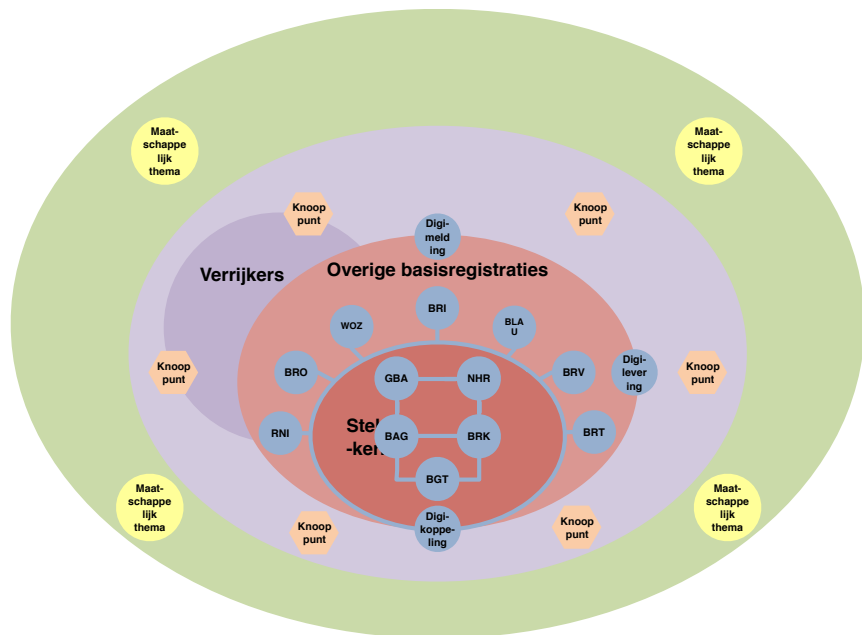 Maat-
schappe
lijk
thema
Maat-
schappe
lijk
thema
Knoop
punt
Knoop
punt
Digi-
meld
ing
Verrijkers
Overige basisregistraties
BRI
WOZ
BLA
U
BRO
GBA
NHR
BRV
Digi-
lever
ing
Knoop
punt
Knoop
punt
RNI
BAG
BRK
BRT
-ker
BGT
Maat-
schappe
lijk
thema
Maat-
schappe
lijk
thema
Knoop
punt
Digi-
koppe-
ling
Knoop
punt